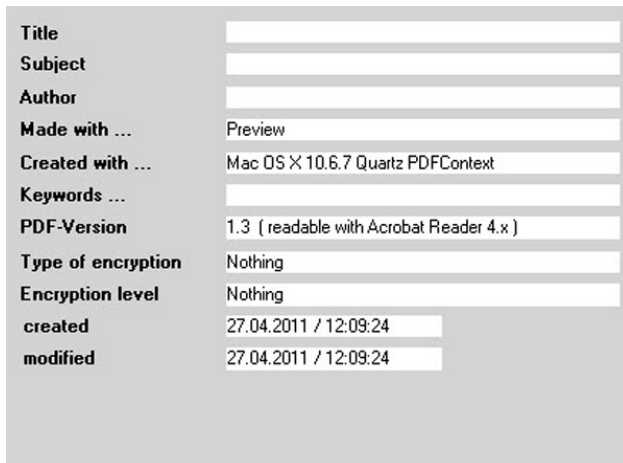 Title
Subject
Author
Made with ... Preview
Created with ... Mac OS X 10.6.7 Quartz PDFContext
Keywords ...
PDF-Version 1.3 ( readable with Acrobat Reader 4.x )
Type of encryption Nothing
Encryption level Nothing
created 27.04.2011 / 12:09:24
modified 27.04.2011 / 12:09:24